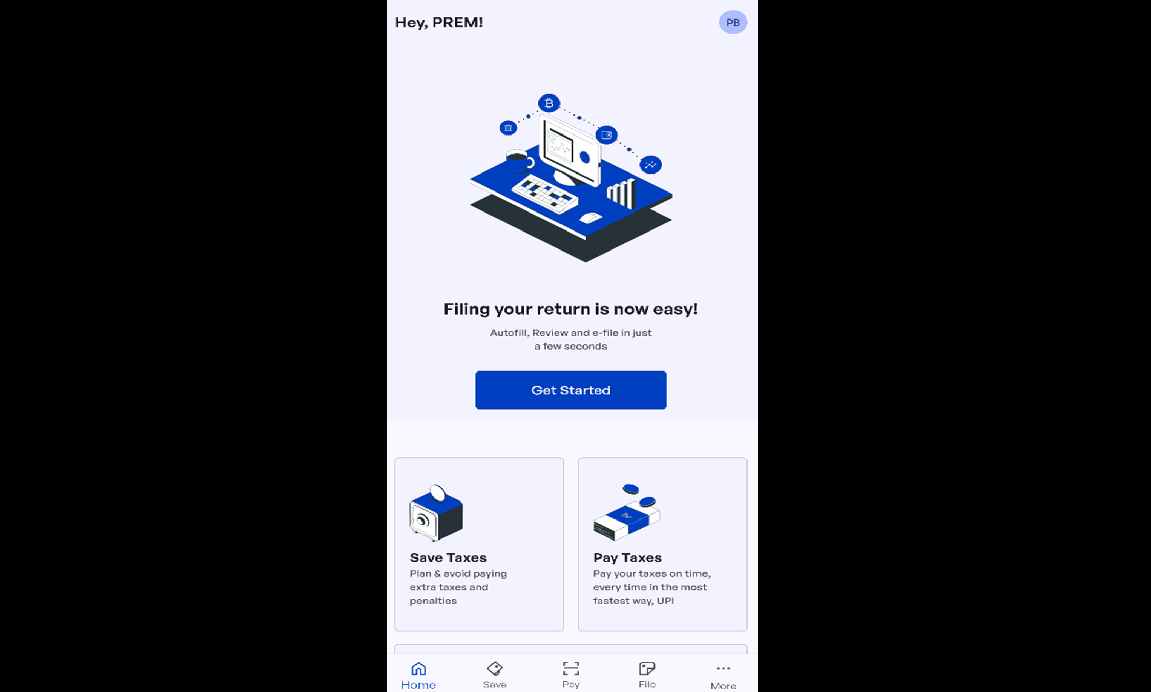 Hey, PREM!
PB
Filing your return is now easy!
Autofill, Review and e-file in just
a few seconds
Get Started
Save Taxes
Plan & avoid paying
extra taxes and
penalties
Pay Taxes
Pay your taxes on time,
every time in the most
fastest way, UPI
Home
Save
Pay
File
More